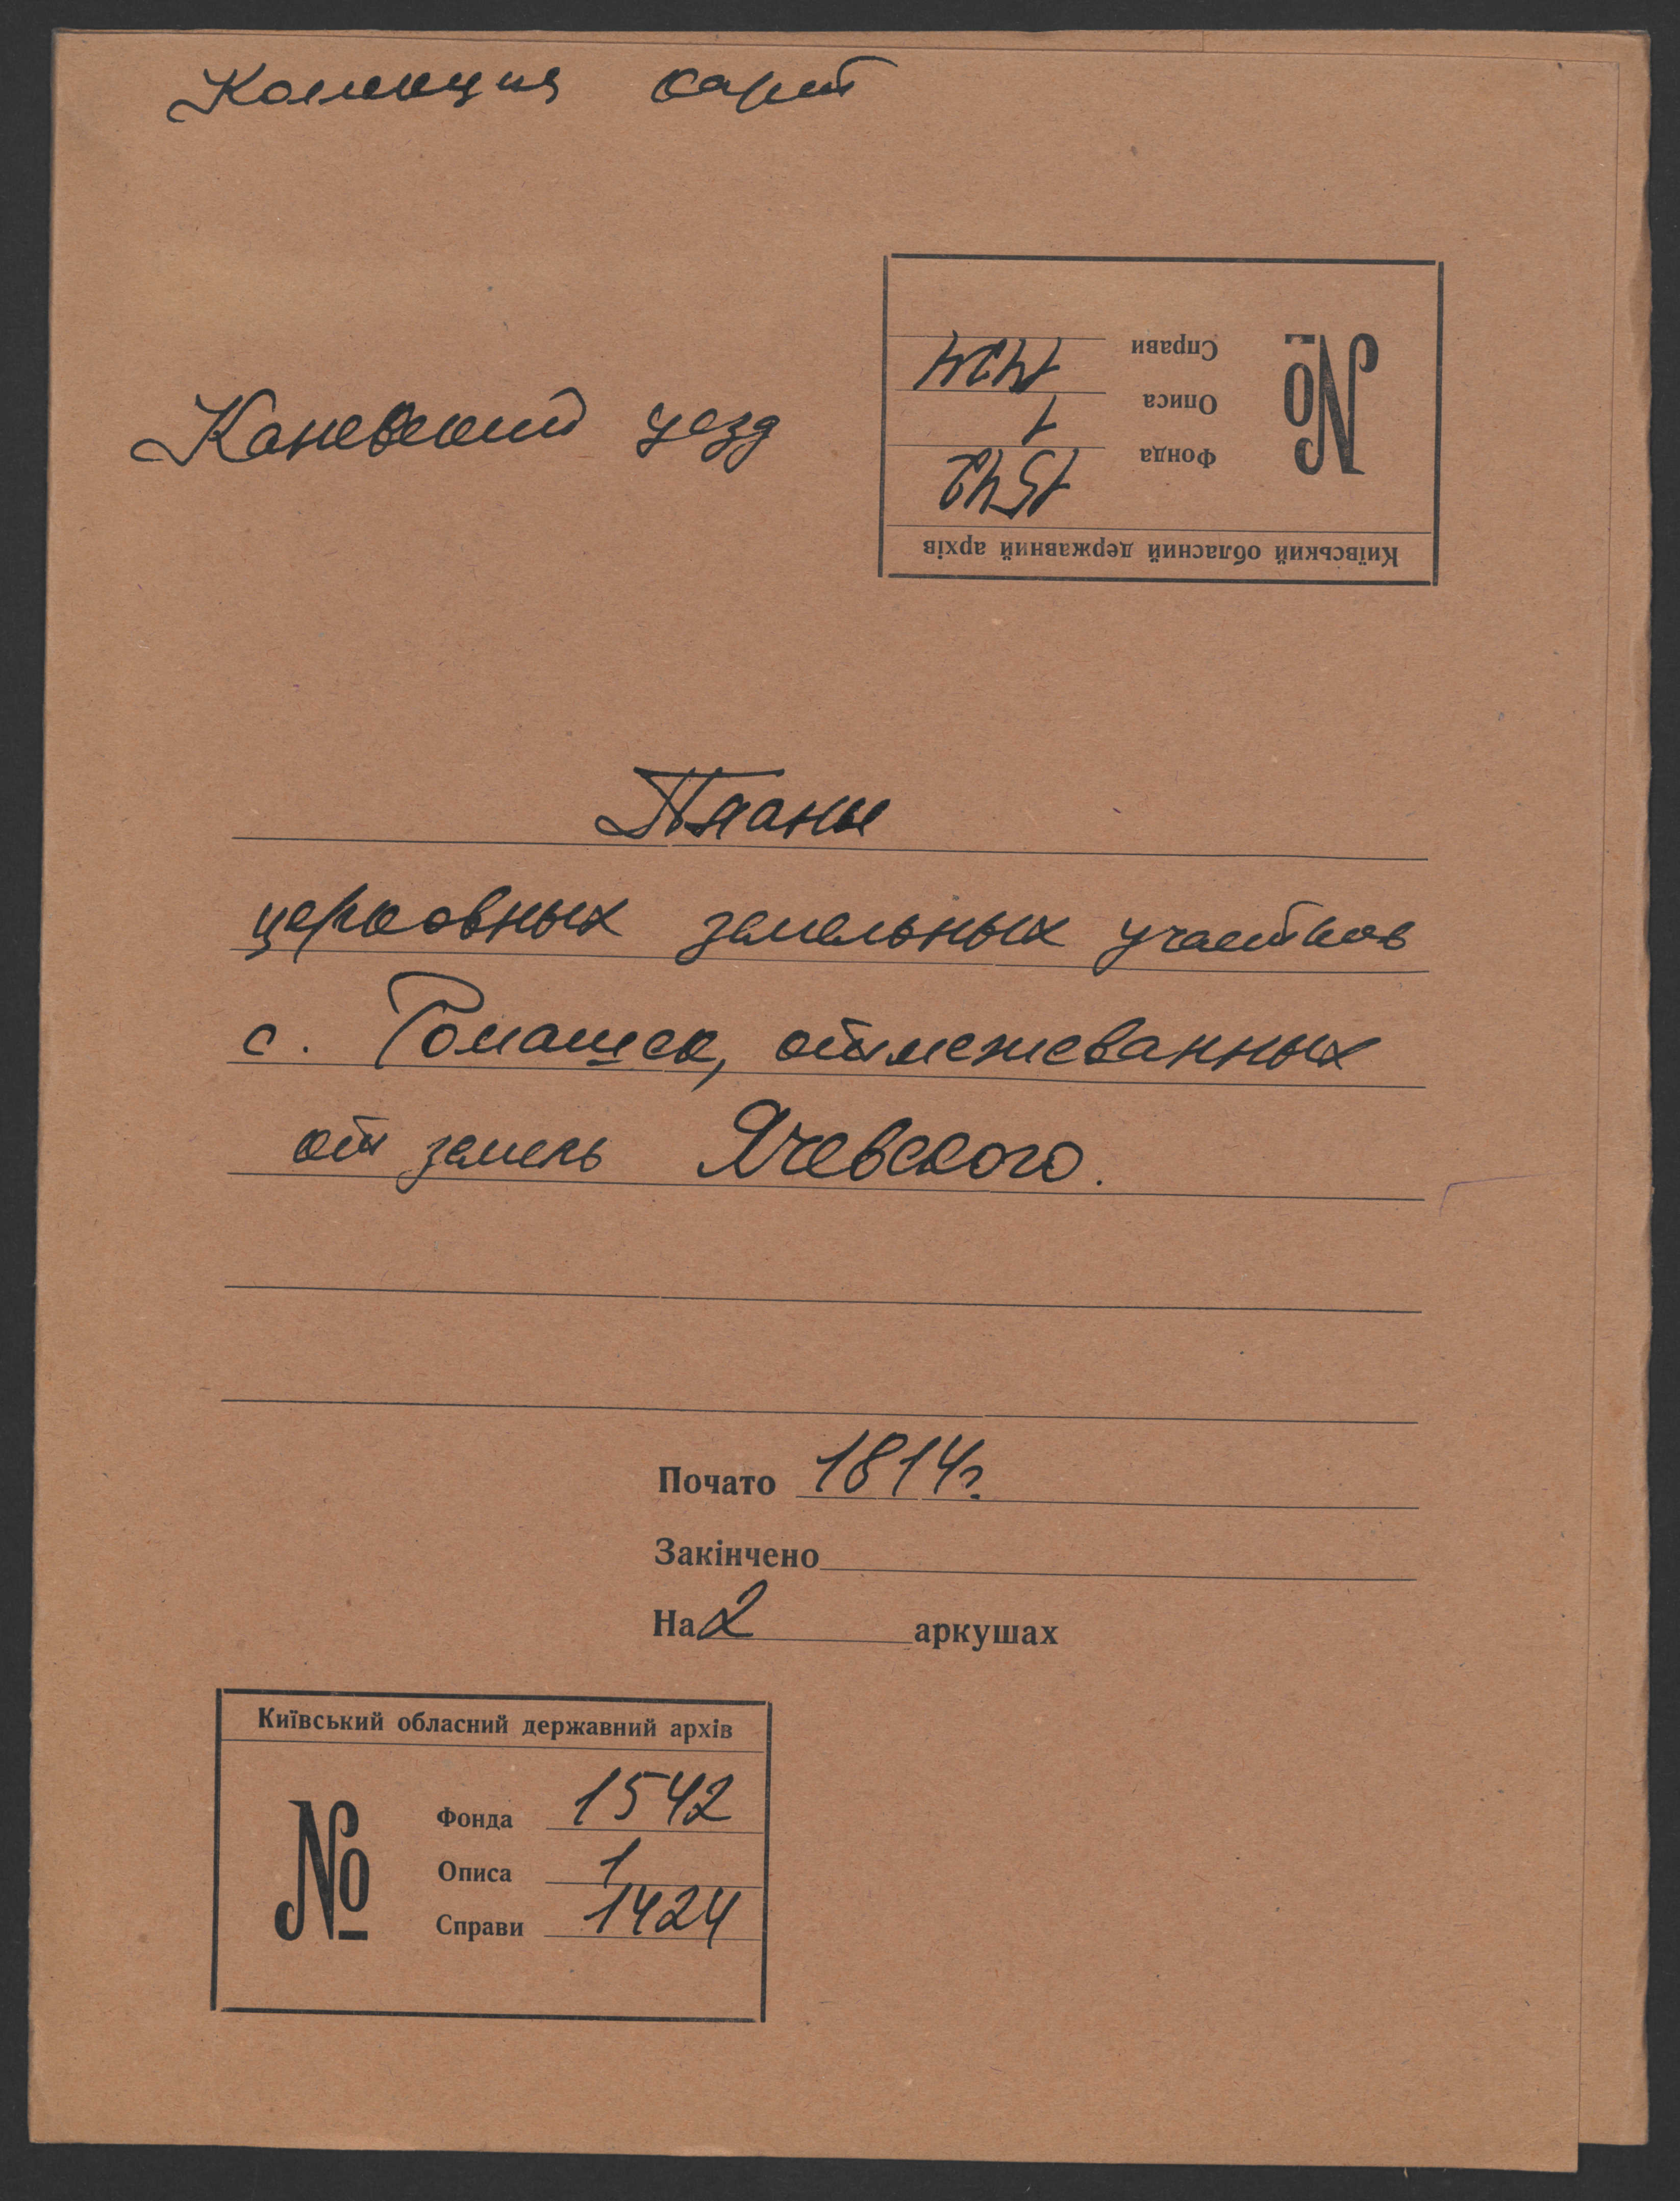 Коллекция карт
Каневский уезд
Київський обласний державний архів
№
Фонда 1542
Описа 1
Справи 1424
Планы
церковных земельных участков
с. Ромашек, отмежеванных
от земель Ячевского.
Почато 1814г.
Закінчено
На 2 аркушах
Київський обласний державний архів
№
Фонда 1542
Описа 1
Справи 1424